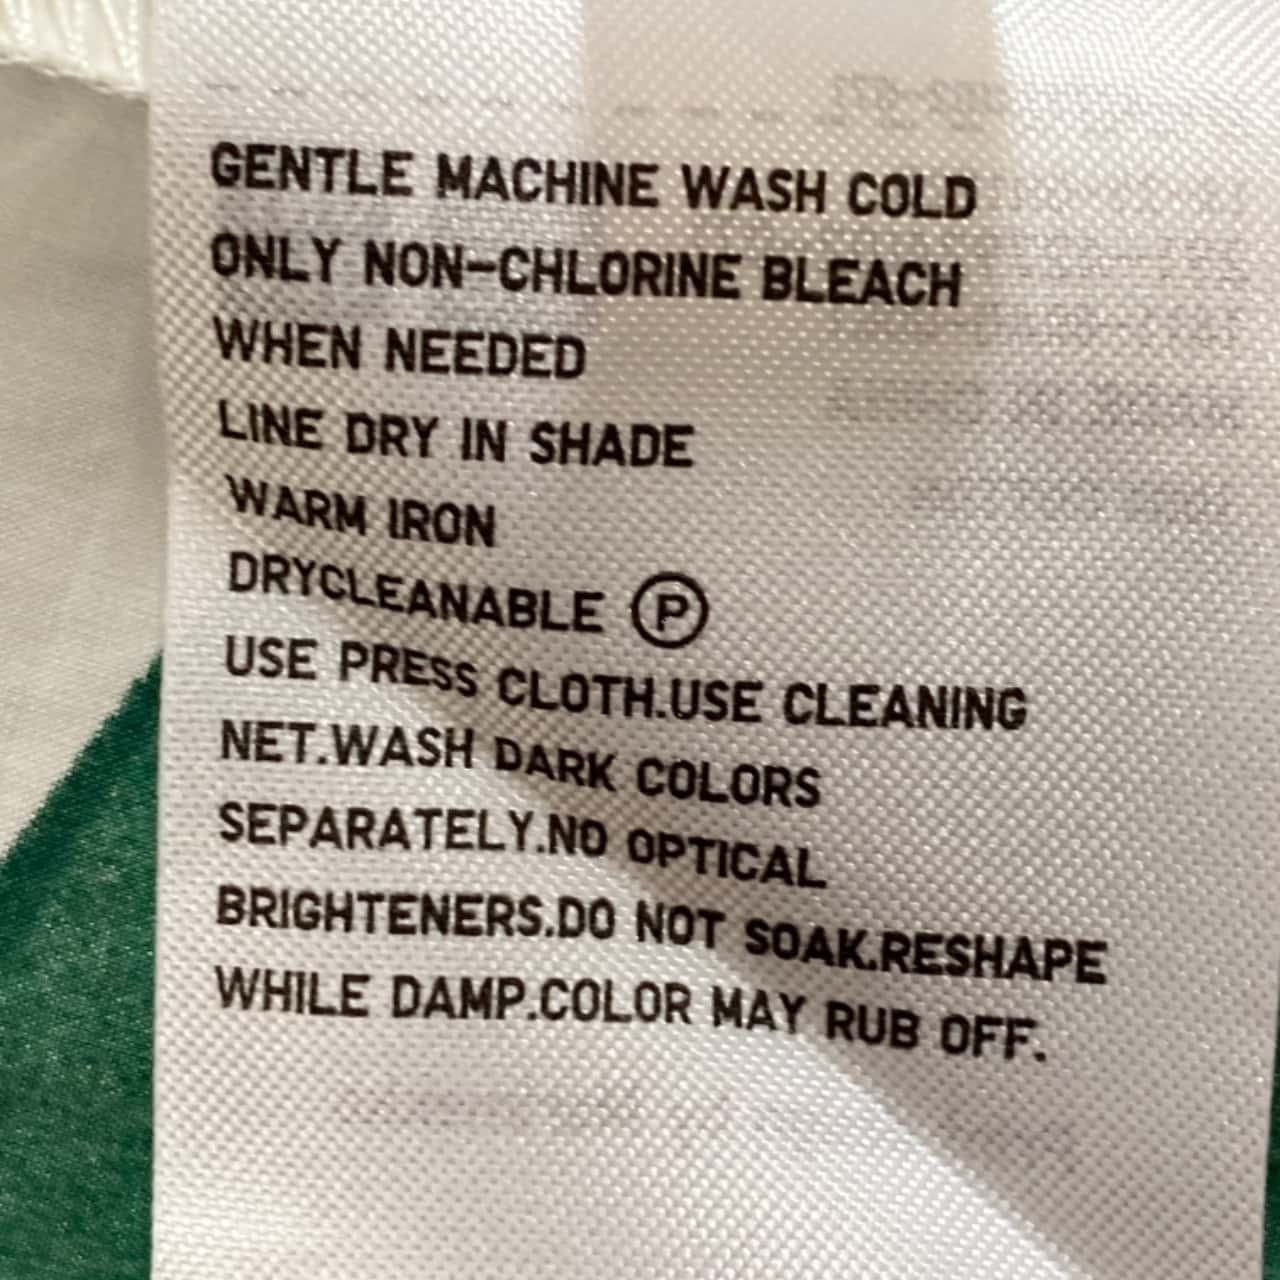 GENTLE MACHINE WASH COLD
ONLY NON-CHLORINE BLEACH
WHEN NEEDED
LINE DRY IN SHADE
WARM IRON
DRYCLEANABLE Ⓟ
USE PRESS CLOTH.USE CLEANING
NET.WASH DARK COLORS
SEPARATELY.NO OPTICAL
BRIGHTENERS.DO NOT SOAK.RESHAPE
WHILE DAMP.COLOR MAY RUB OFF.